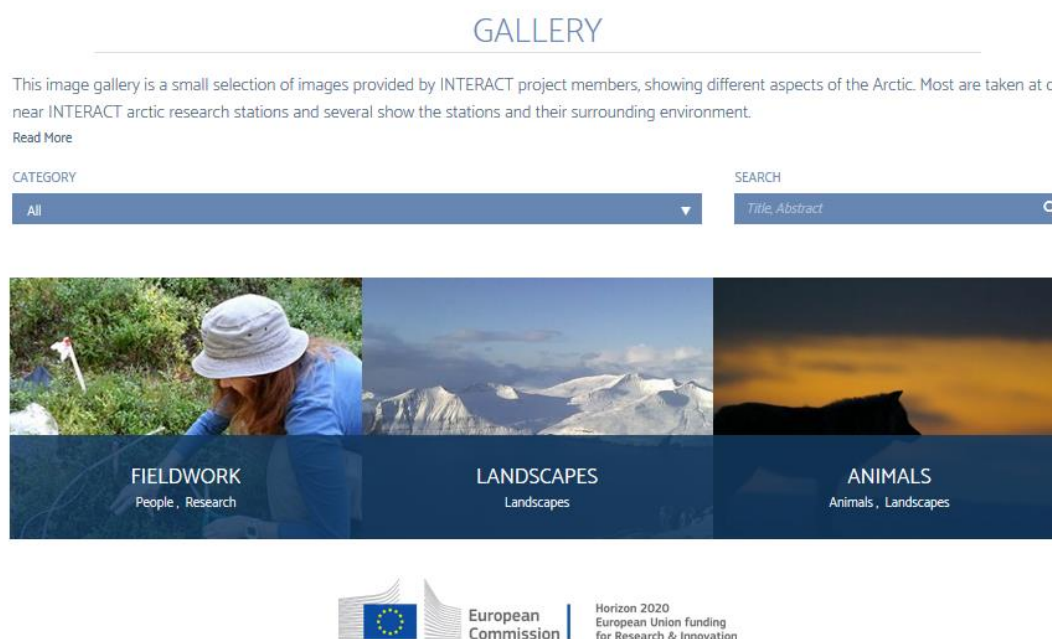 GALLERY
This image gallery is a small selection of images provided by INTERACT project members, showing different aspects of the Arctic. Most are taken at
near INTERACT arctic research stations and several show the stations and their surrounding environment.
Read More
CATEGORY
SEARCH
All
Title, Abstract
FIELDWORK
People , Research
LANDSCAPES
Landscapes
ANIMALS
Animals , Landscapes
European
Commission
Horizon 2020
European Union funding
for Research & Innovation